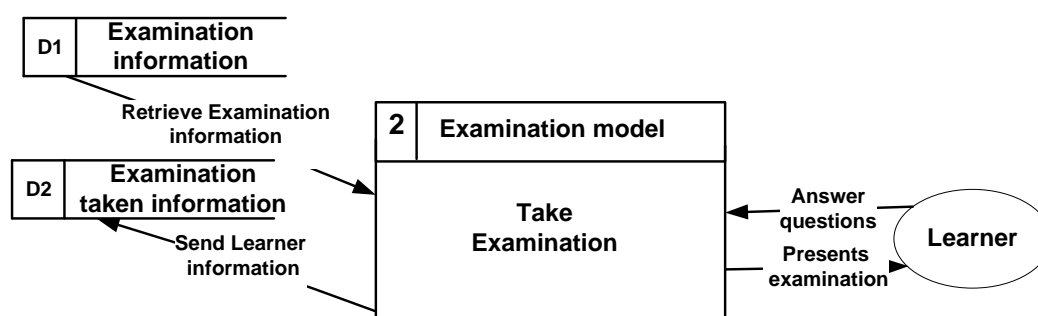 D1
Examination
information
Retrieve Examination
information
2
Examination model
D2
Examination
taken information
Take
Examination
Send Learner
information
Answer
questions
Presents
examination
Learner